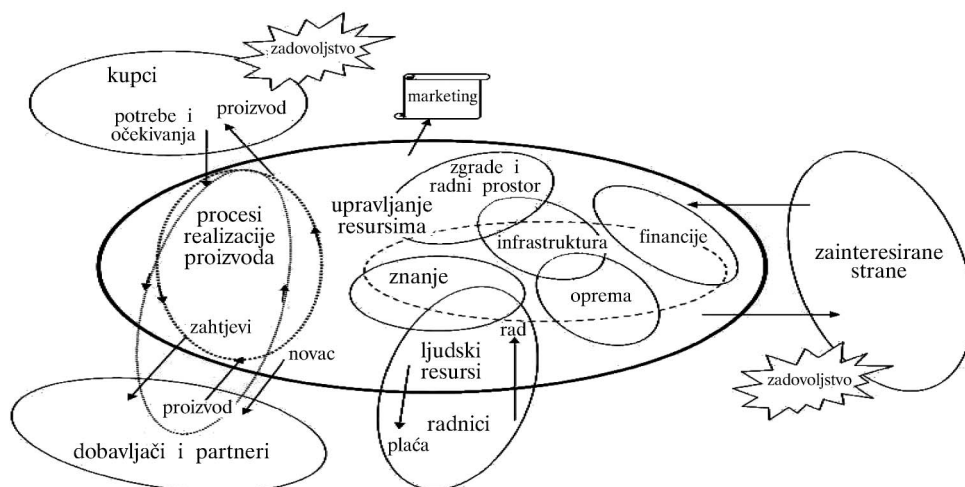 zadovoljstvo
kupci
proizvod
potrebe i
očekivanja
marketing
zgrade i
radni prostor
upravljanje
resursima
procesi
realizacije
proizvoda
infrastruktura
financije
zainteresirane
strane
znanje
oprema
zahtjevi
novac
rad
ljudski
resursi
proizvod
radnici
plaća
zadovoljstvo
dobavljači i partneri